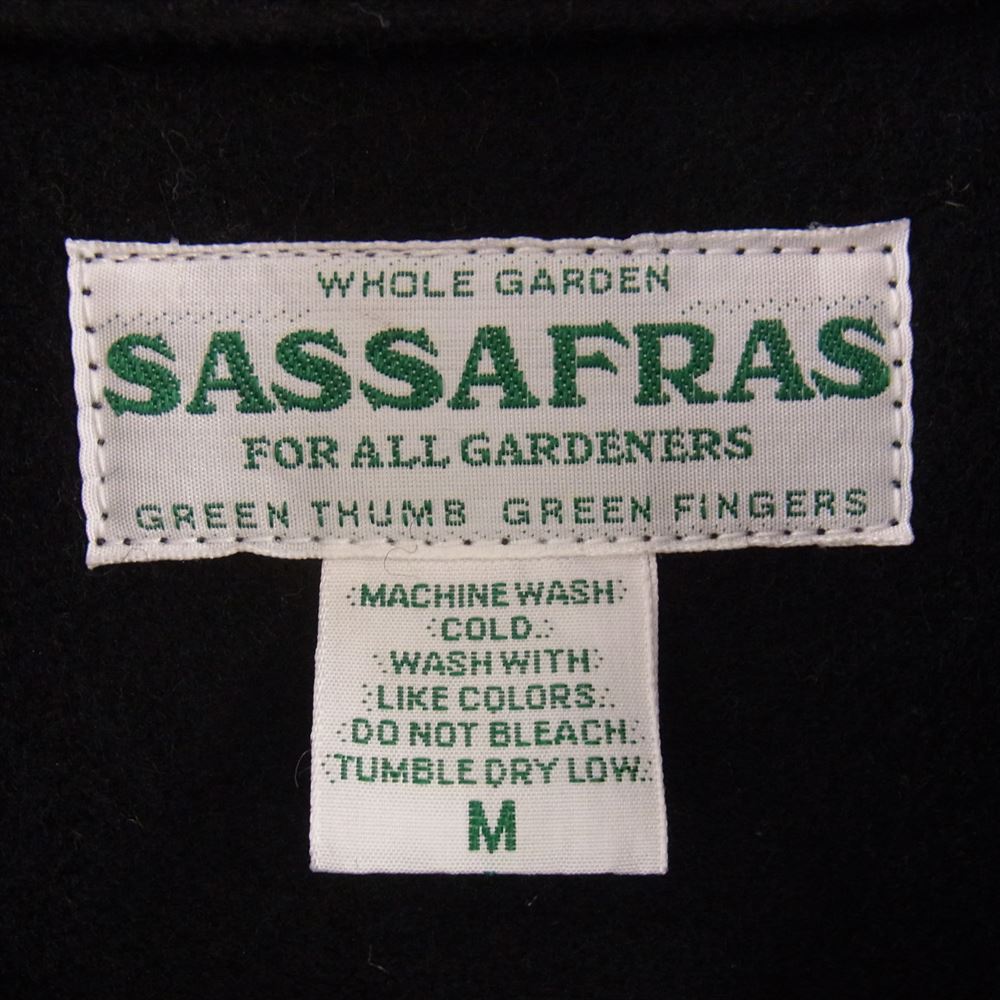 WHOLE GARDEN
SASSAFRAS
FOR ALL GARDENERS
GREEN THUMB GREEN FINGERS
MACHINE WASH
COLD.
WASH WITH
LIKE COLORS.
DO NOT BLEACH.
TUMBLE DRY LOW.
M